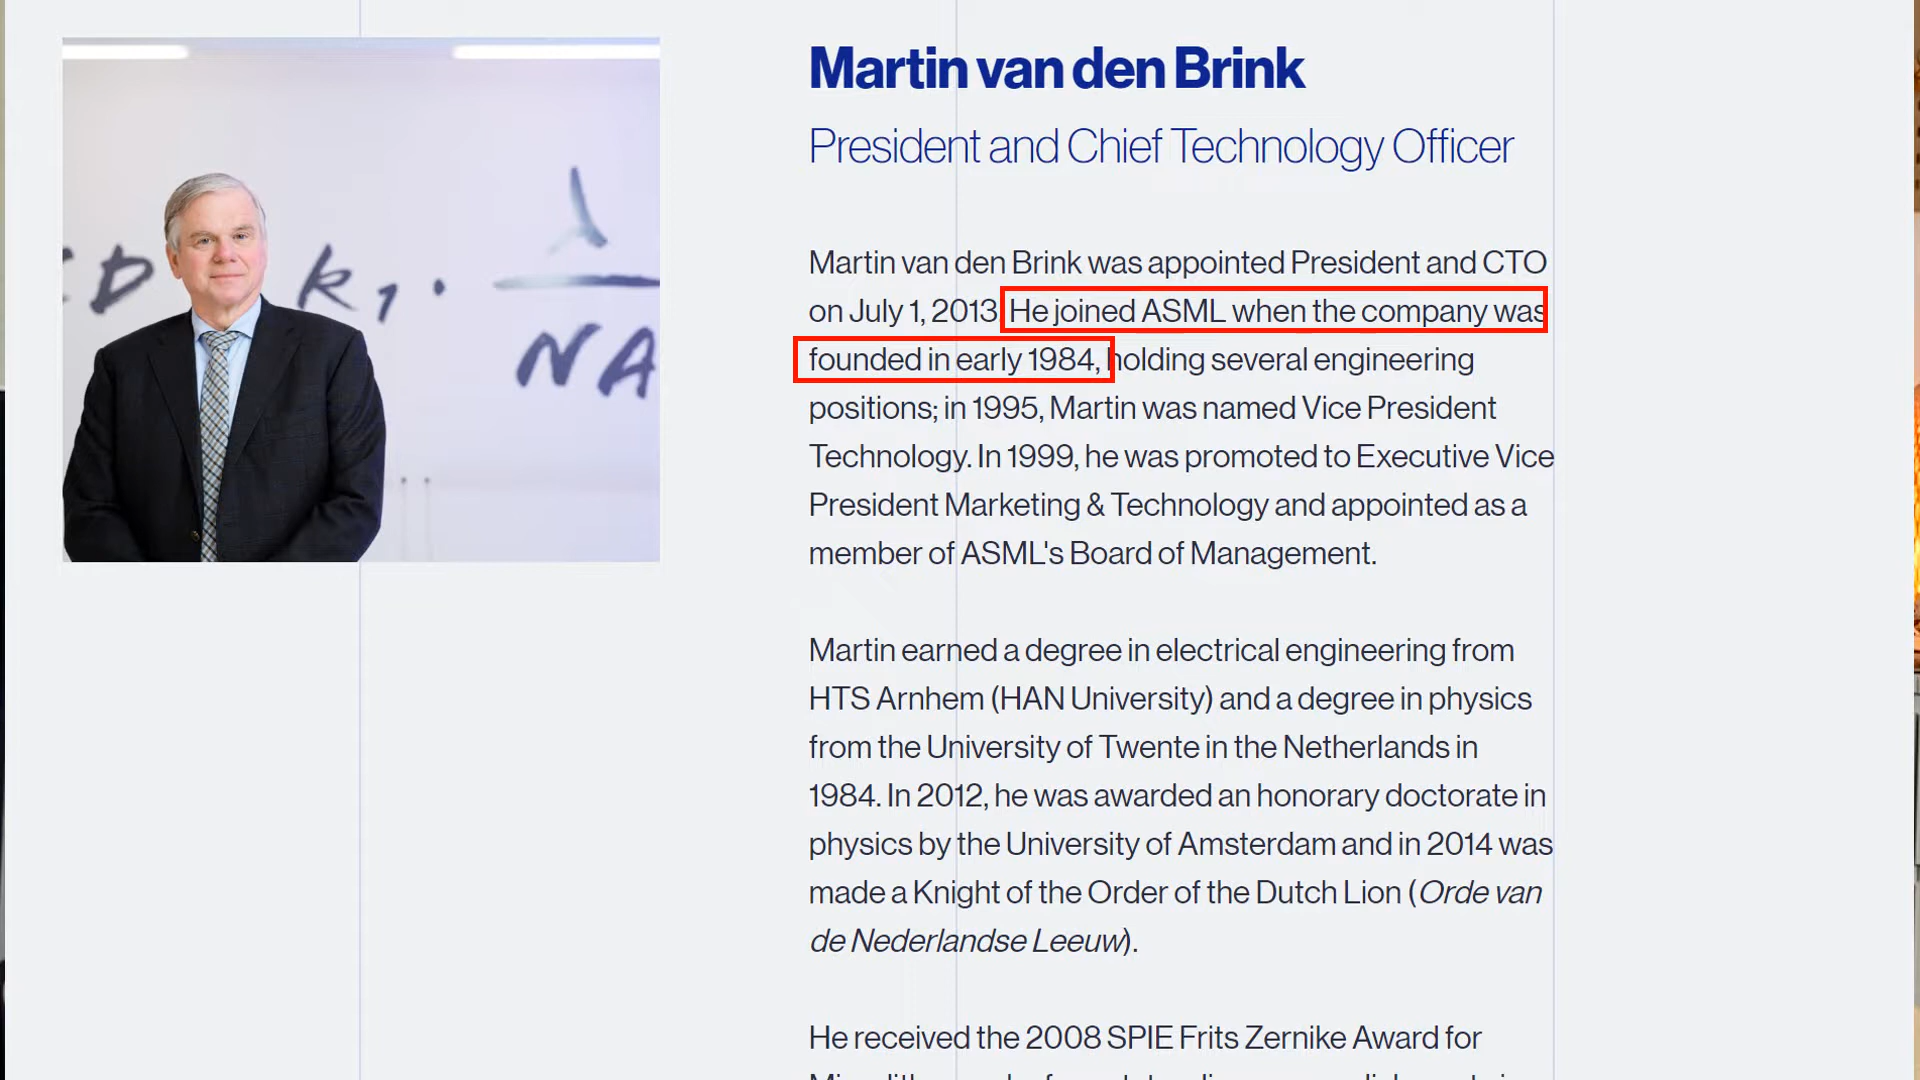 Martin van den Brink
President and Chief Technology Officer
Martin van den Brink was appointed President and CTO
on July 1, 2013 He joined ASML when the company was
founded in early 1984, holding several engineering
positions; in 1995, Martin was named Vice President
Technology. In 1999, he was promoted to Executive Vice
President Marketing & Technology and appointed as a
member of ASML's Board of Management.
Martin earned a degree in electrical engineering from
HTS Arnhem (HAN University) and a degree in physics
from the University of Twente in the Netherlands in
1984. In 2012, he was awarded an honorary doctorate in
physics by the University of Amsterdam and in 2014 was
made a Knight of the Order of the Dutch Lion (Orde van
de Nederlandse Leeuw).
He received the 2008 SPIE Frits Zernike Award for
D k₁ · λ
NA